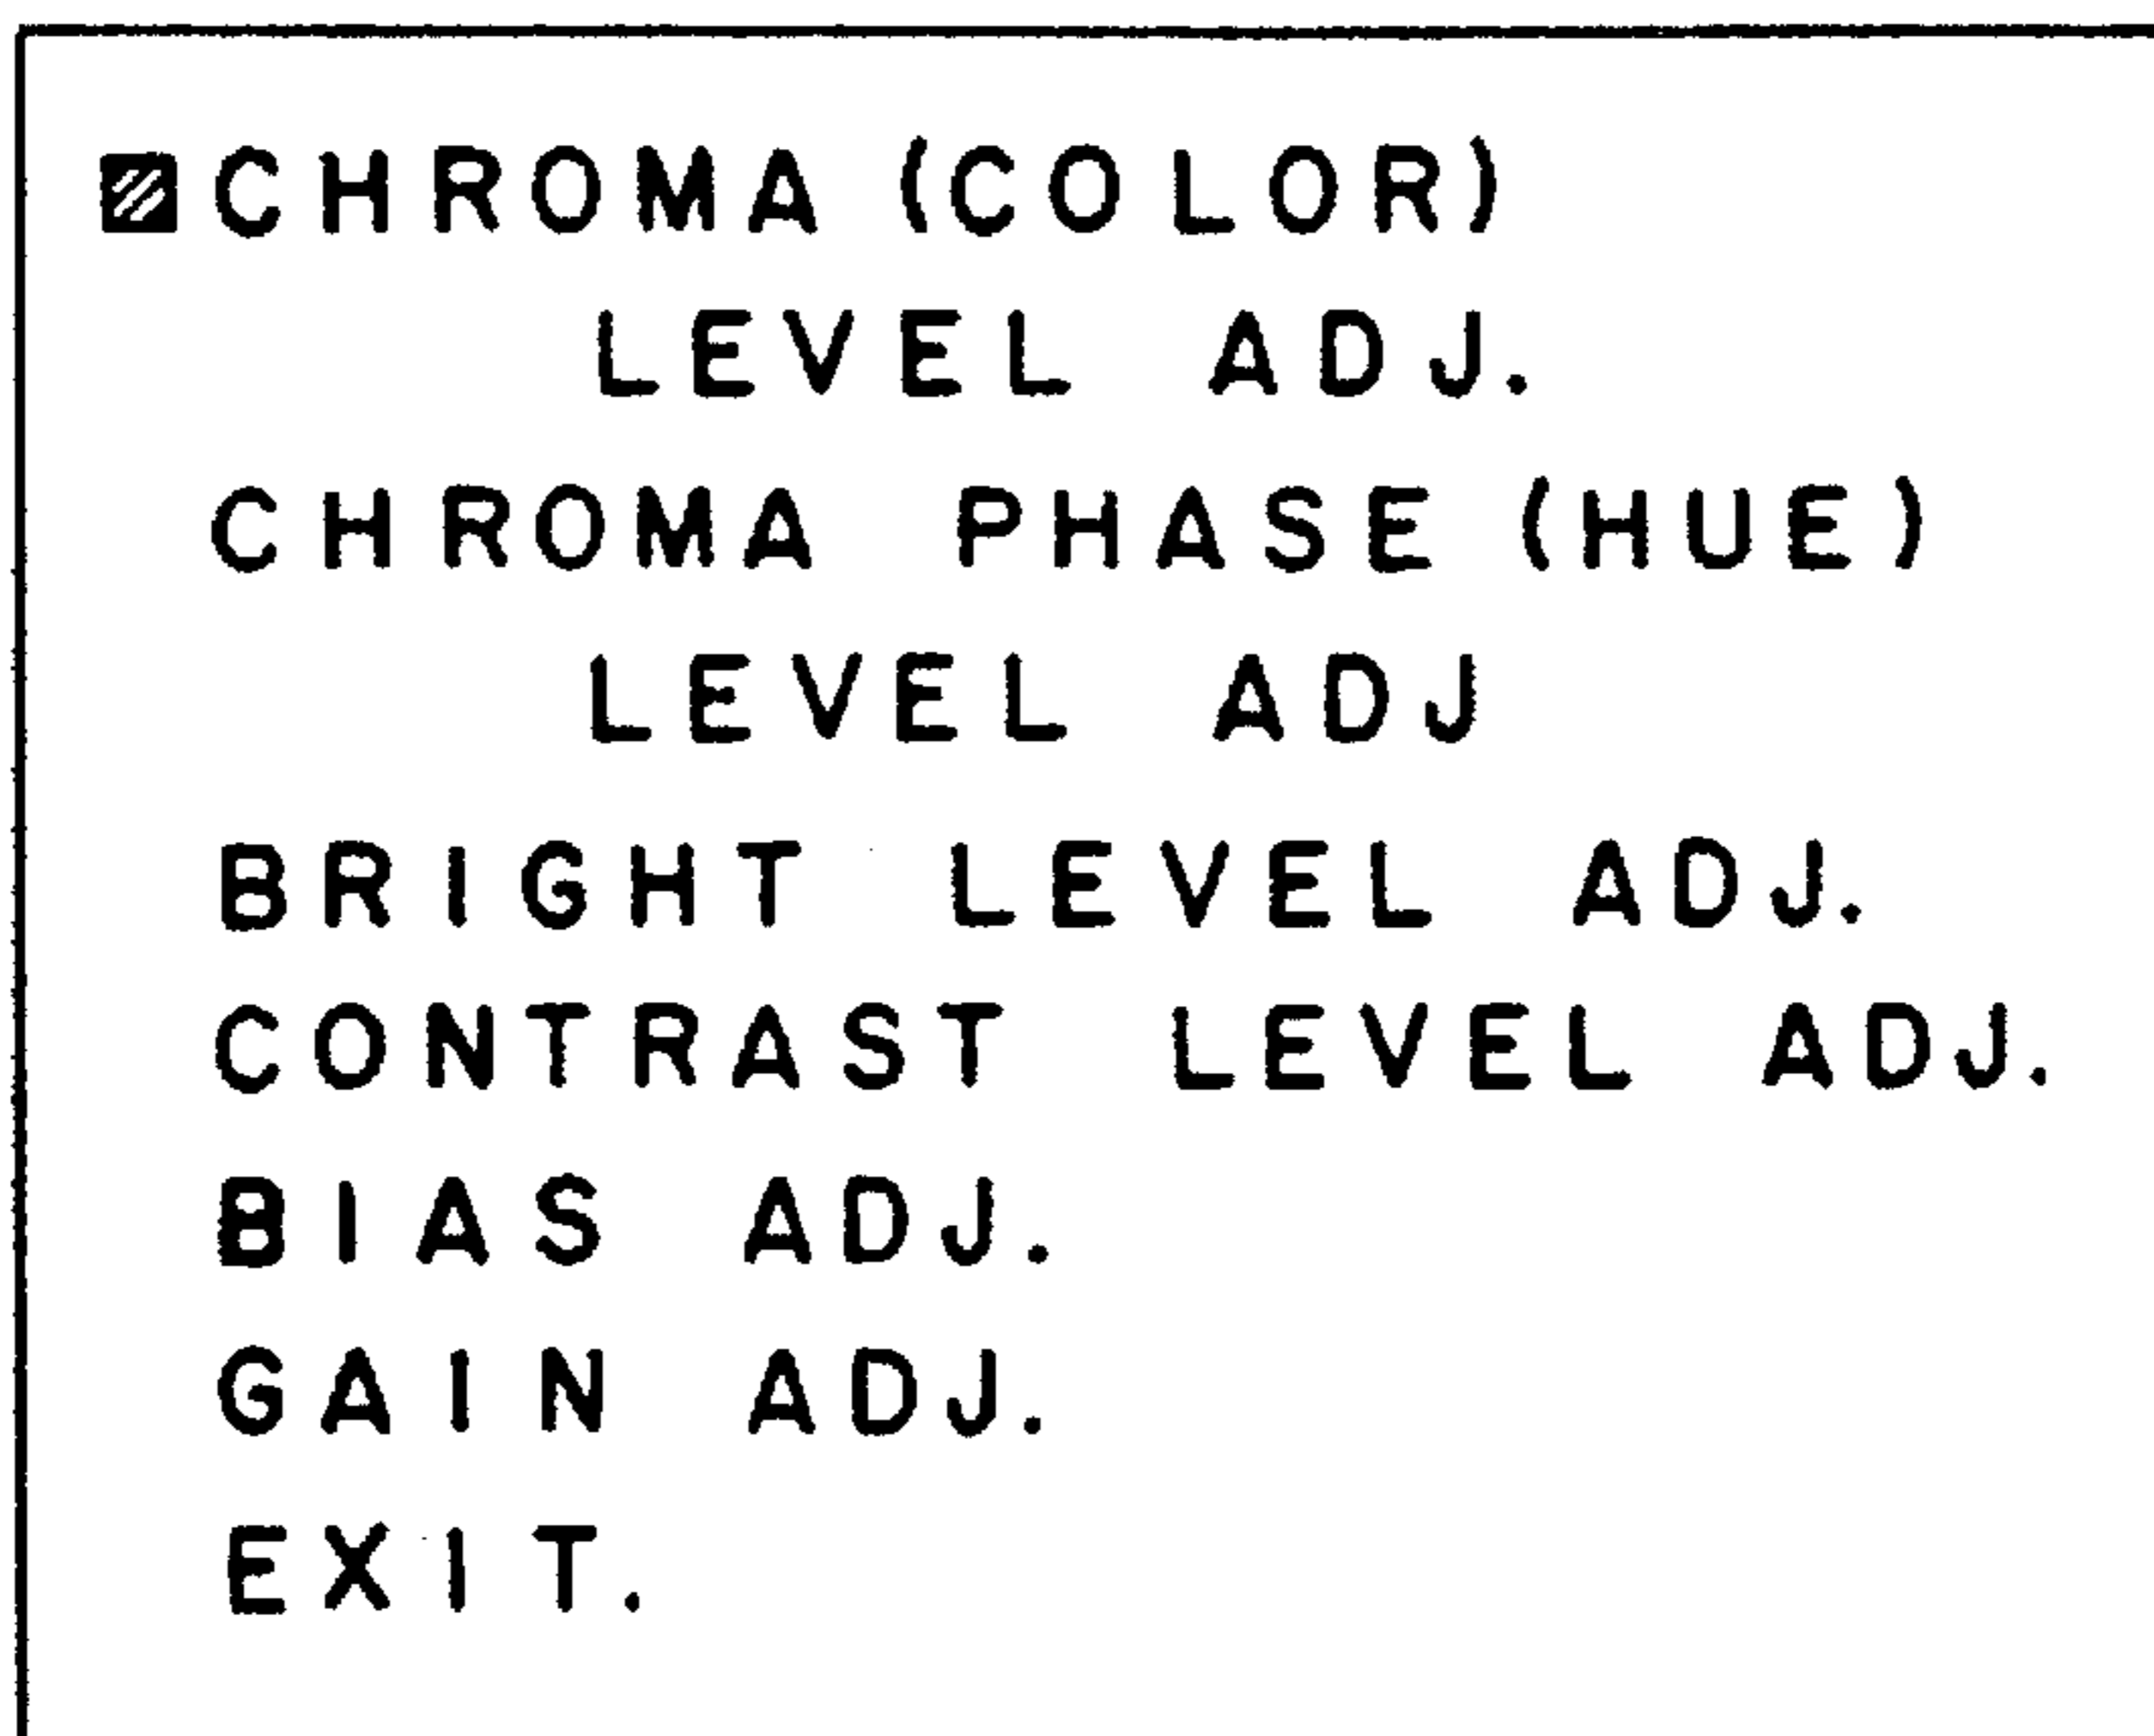 CHROMA (COLOR)
LEVEL ADJ.
CHROMA PHASE (HUE)
LEVEL ADJ
BRIGHT LEVEL ADJ.
CONTRAST LEVEL ADJ.
BIAS ADJ.
GAIN ADJ.
EXIT.